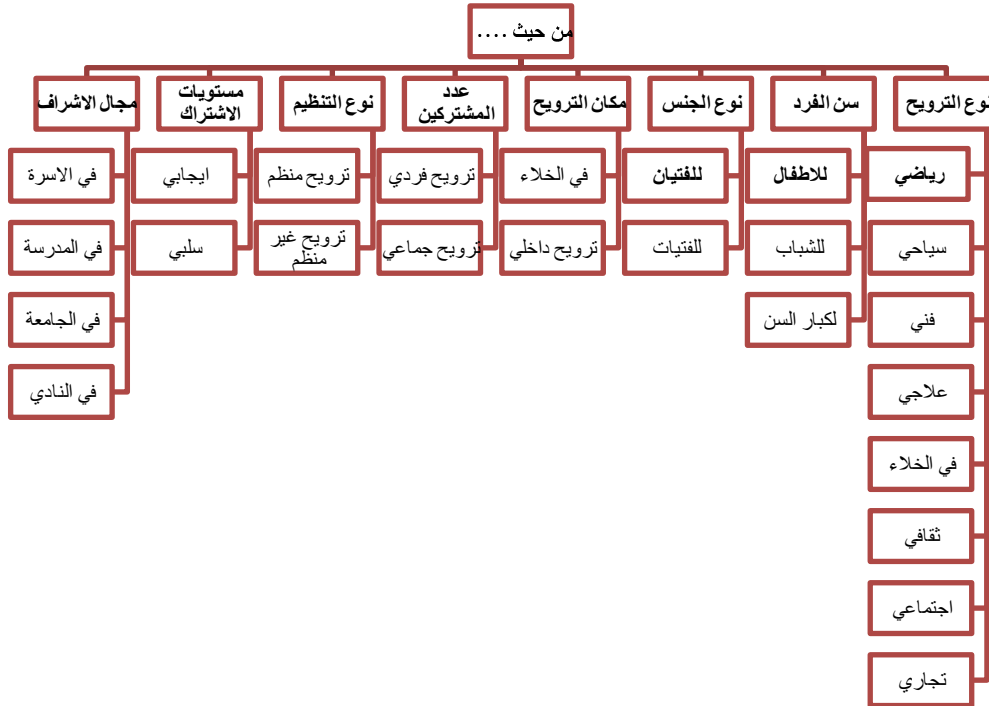 من حيث ....
نوع الترويح
رياضي
سياحي
فني
علاجي
في الخلاء
ثقافي
اجتماعي
تجاري
سن الفرد
للاطفال
للشباب
لكبار السن
نوع الجنس
للفتيان
للفتيات
مكان الترويح
في الخلاء
ترويح داخلي
عدد
المشتركين
ترويح فردي
ترويح جماعي
نوع التنظيم
ترويح منظم
ترويح غير
منظم
مستويات
الاشتراك
ايجابي
سلبي
مجال الاشراف
في الاسرة
في المدرسة
في الجامعة
في النادي